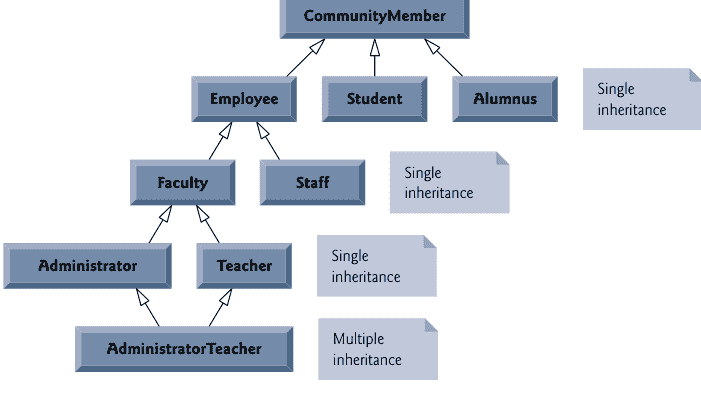 CommunityMember
Employee
Student
Alumnus
Single
inheritance
Faculty
Staff
Single
inheritance
Administrator
Teacher
Single
inheritance
AdministratorTeacher
Multiple
inheritance